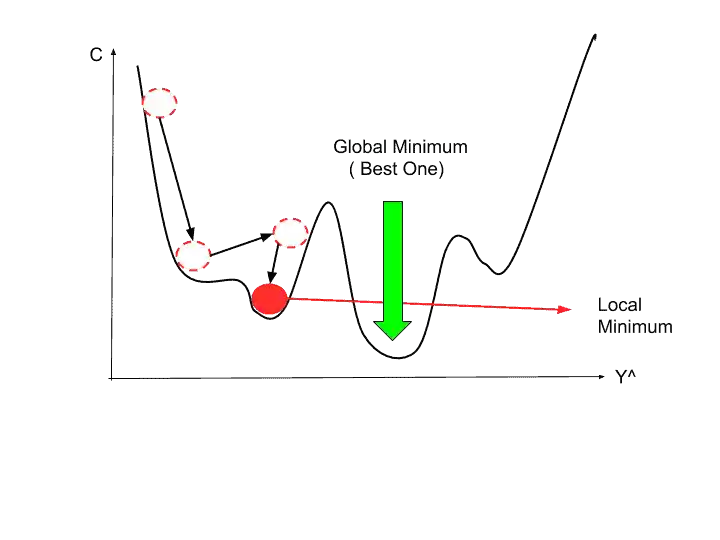 C
Global Minimum
( Best One)
Local
Minimum
Y^